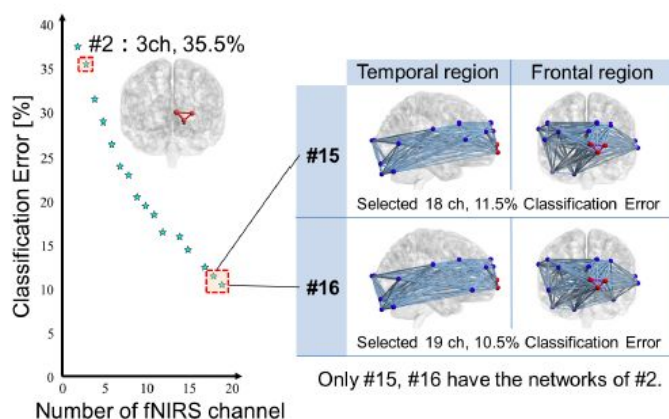 #2 : 3ch, 35.5%
Classification Error [%]
40
35
30
25
20
15
10
5
0
0 5 10 15 20
Number of fNIRS channel
Temporal region Frontal region
#15
Selected 18 ch, 11.5% Classification Error
#16
Selected 19 ch, 10.5% Classification Error
Only #15, #16 have the networks of #2.